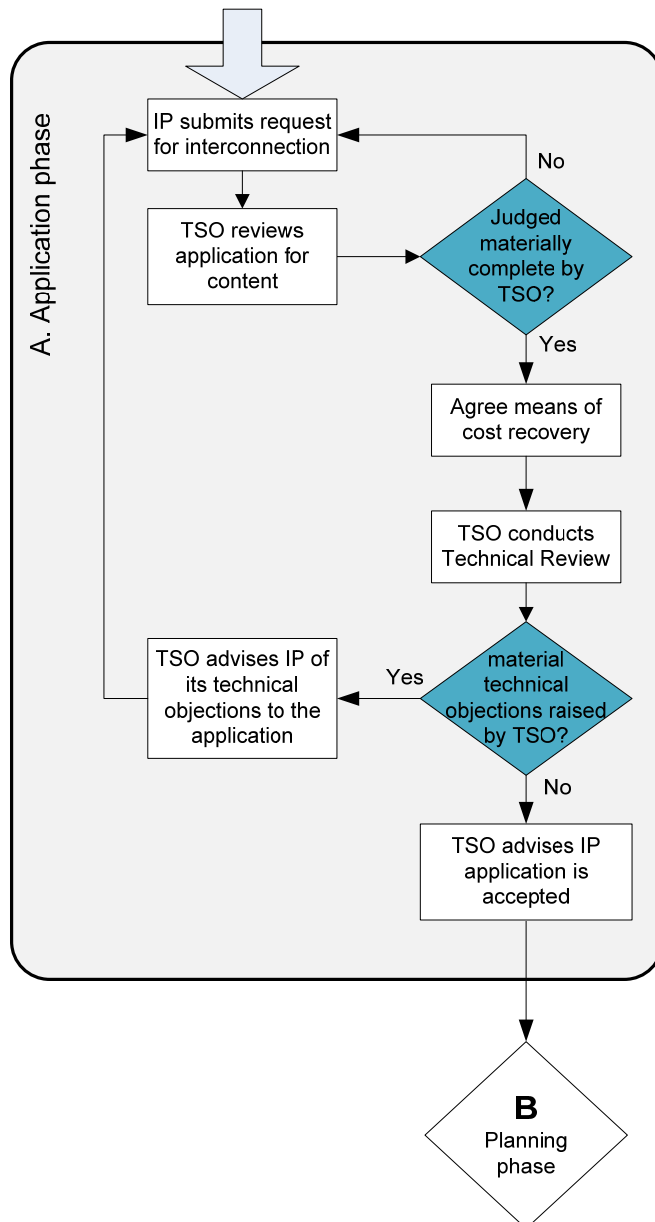 A. Application phase
IP submits request
for interconnection
No
TSO reviews
application for
content
Judged
materially
complete by
TSO?
Yes
Agree means of
cost recovery
TSO conducts
Technical Review
TSO advises IP of
its technical
objections to the
application
Yes
material
technical
objections raised
by TSO?
No
TSO advises IP
application is
accepted
B
Planning
phase